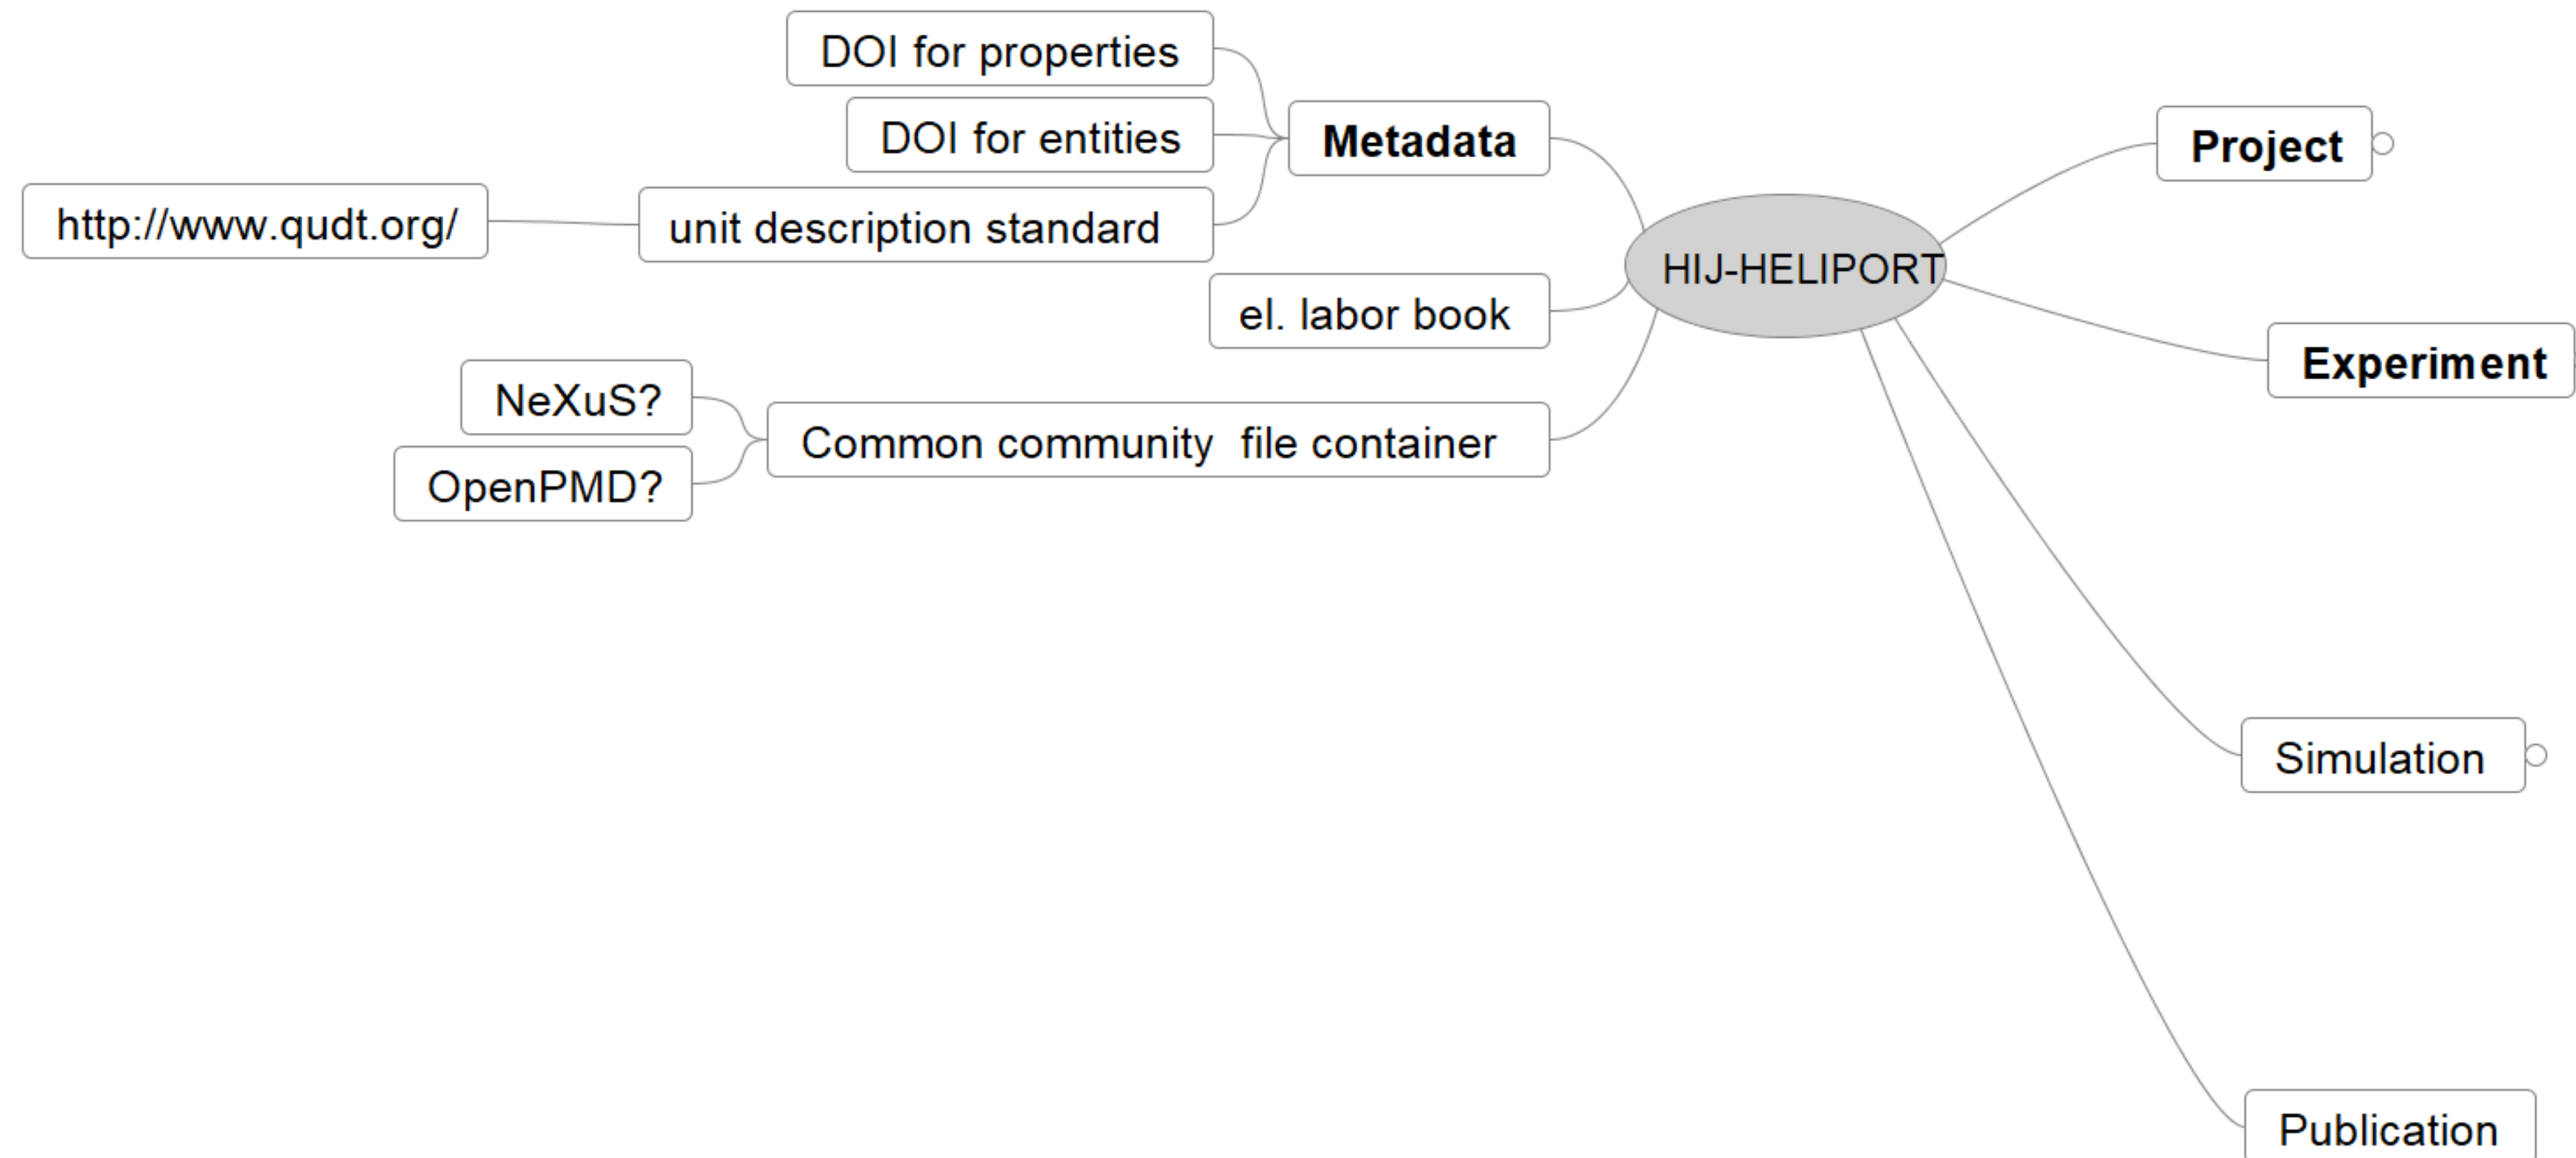 DOI for properties
DOI for entities
Metadata
Project
http://www.qudt.org/
unit description standard
HIJ-HELIPORT
el. labor book
Experiment
NeXuS?
Common community  file container
OpenPMD?
Simulation
Publication